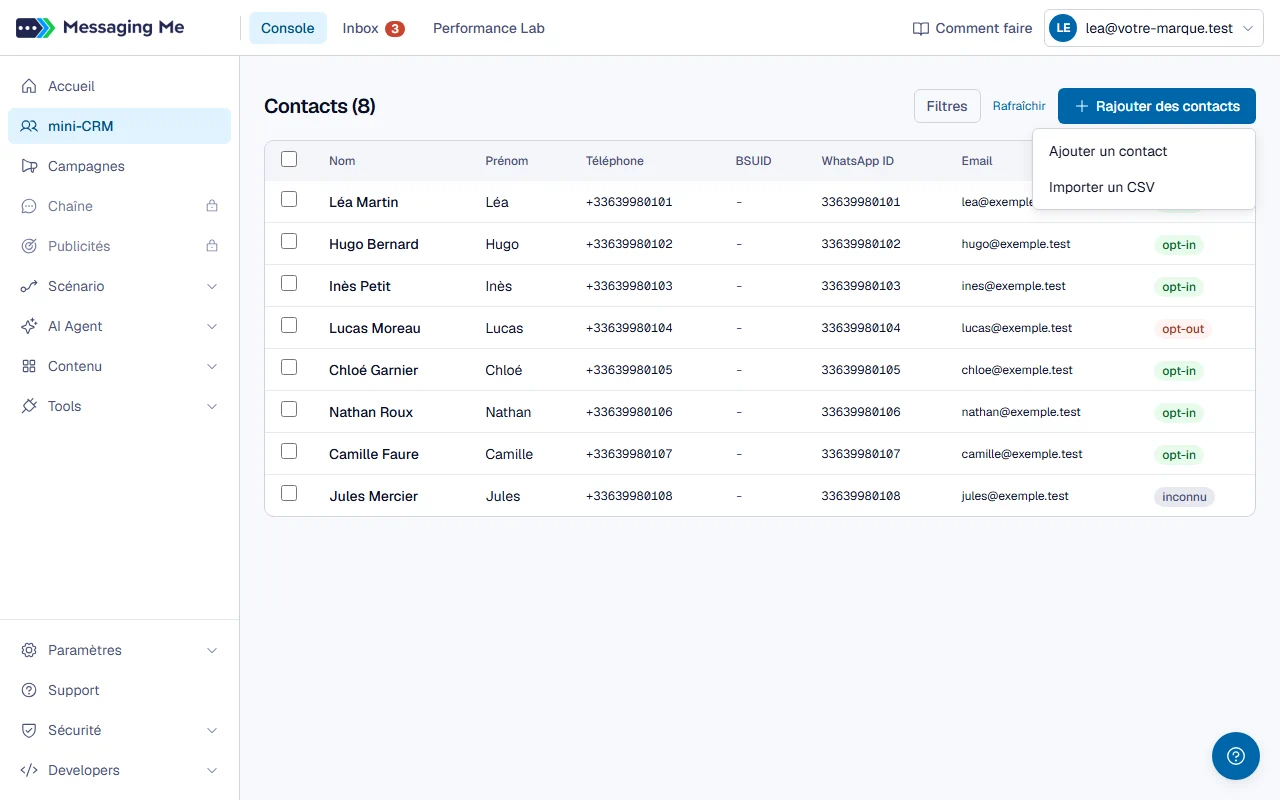 Messaging Me
Console
Inbox 3
Performance Lab
Comment faire
LE lea@votre-marque.test
Accueil
mini-CRM
Campagnes
Chaîne
Publicités
Scénario
AI Agent
Contenu
Tools
Paramètres
Support
Sécurité
Developers
Contacts (8)
Filtres
Rafraîchir
+ Rajouter des contacts
Ajouter un contact
Importer un CSV
Nom Prénom Téléphone BSUID WhatsApp ID Email
Léa Martin Léa +33639980101 - 33639980101 lea@exemple
Hugo Bernard Hugo +33639980102 - 33639980102 hugo@exemple.test opt-in
Inès Petit Inès +33639980103 - 33639980103 ines@exemple.test opt-in
Lucas Moreau Lucas +33639980104 - 33639980104 lucas@exemple.test opt-out
Chloé Garnier Chloé +33639980105 - 33639980105 chloe@exemple.test opt-in
Nathan Roux Nathan +33639980106 - 33639980106 nathan@exemple.test opt-in
Camille Faure Camille +33639980107 - 33639980107 camille@exemple.test opt-in
Jules Mercier Jules +33639980108 - 33639980108 jules@exemple.test inconnu